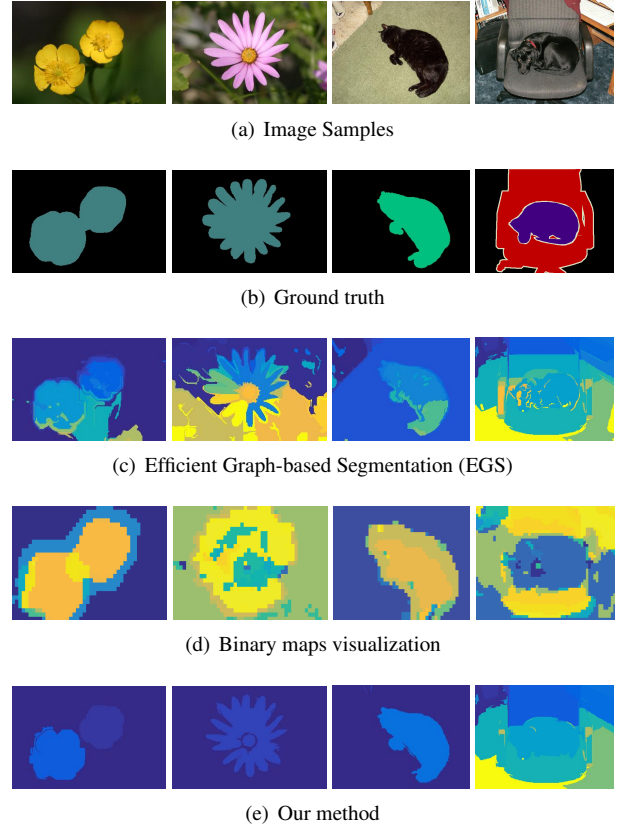 (a) Image Samples
(b) Ground truth
(c) Efficient Graph-based Segmentation (EGS)
(d) Binary maps visualization
(e) Our method